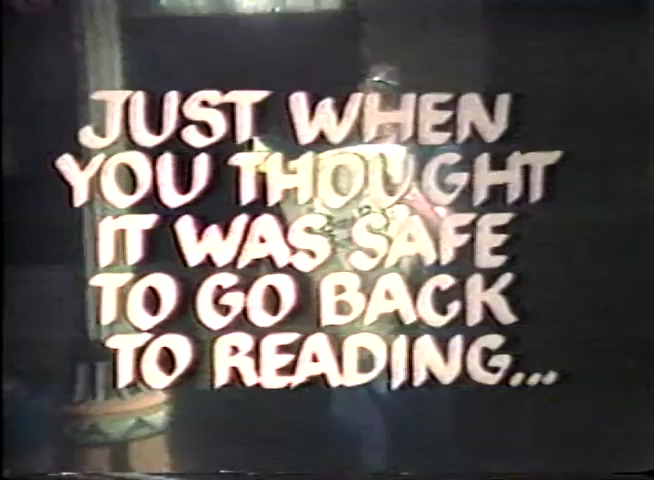 JUST WHEN
YOU THOUGHT
IT WAS SAFE
TO GO BACK
TO READING...